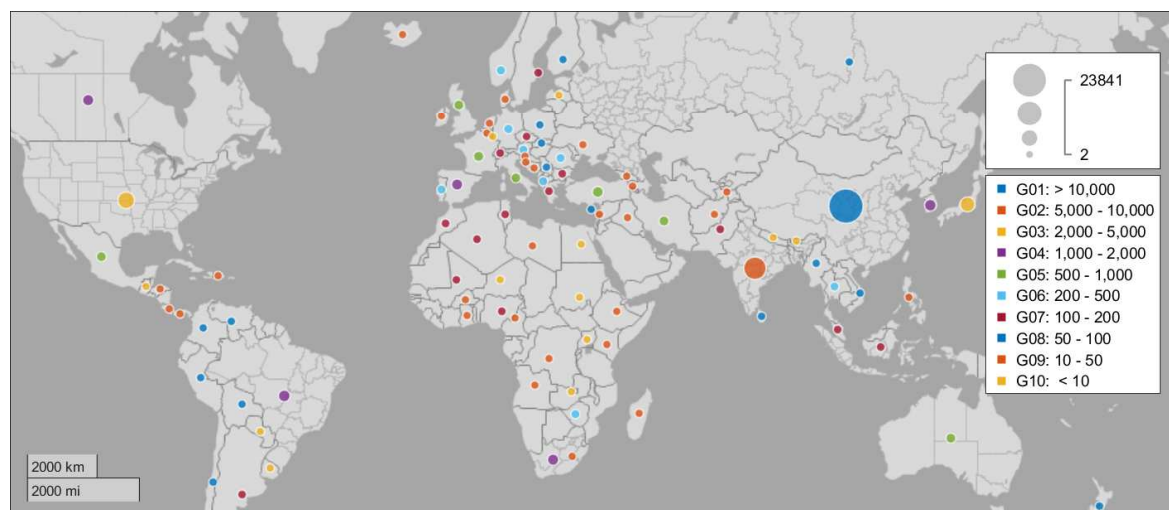 23841
2
G01: > 10,000
G02: 5,000 - 10,000
G03: 2,000 - 5,000
G04: 1,000 - 2,000
G05: 500 - 1,000
G06: 200 - 500
G07: 100 - 200
G08: 50 - 100
G09: 10 - 50
G10: < 10
2000 km
2000 mi